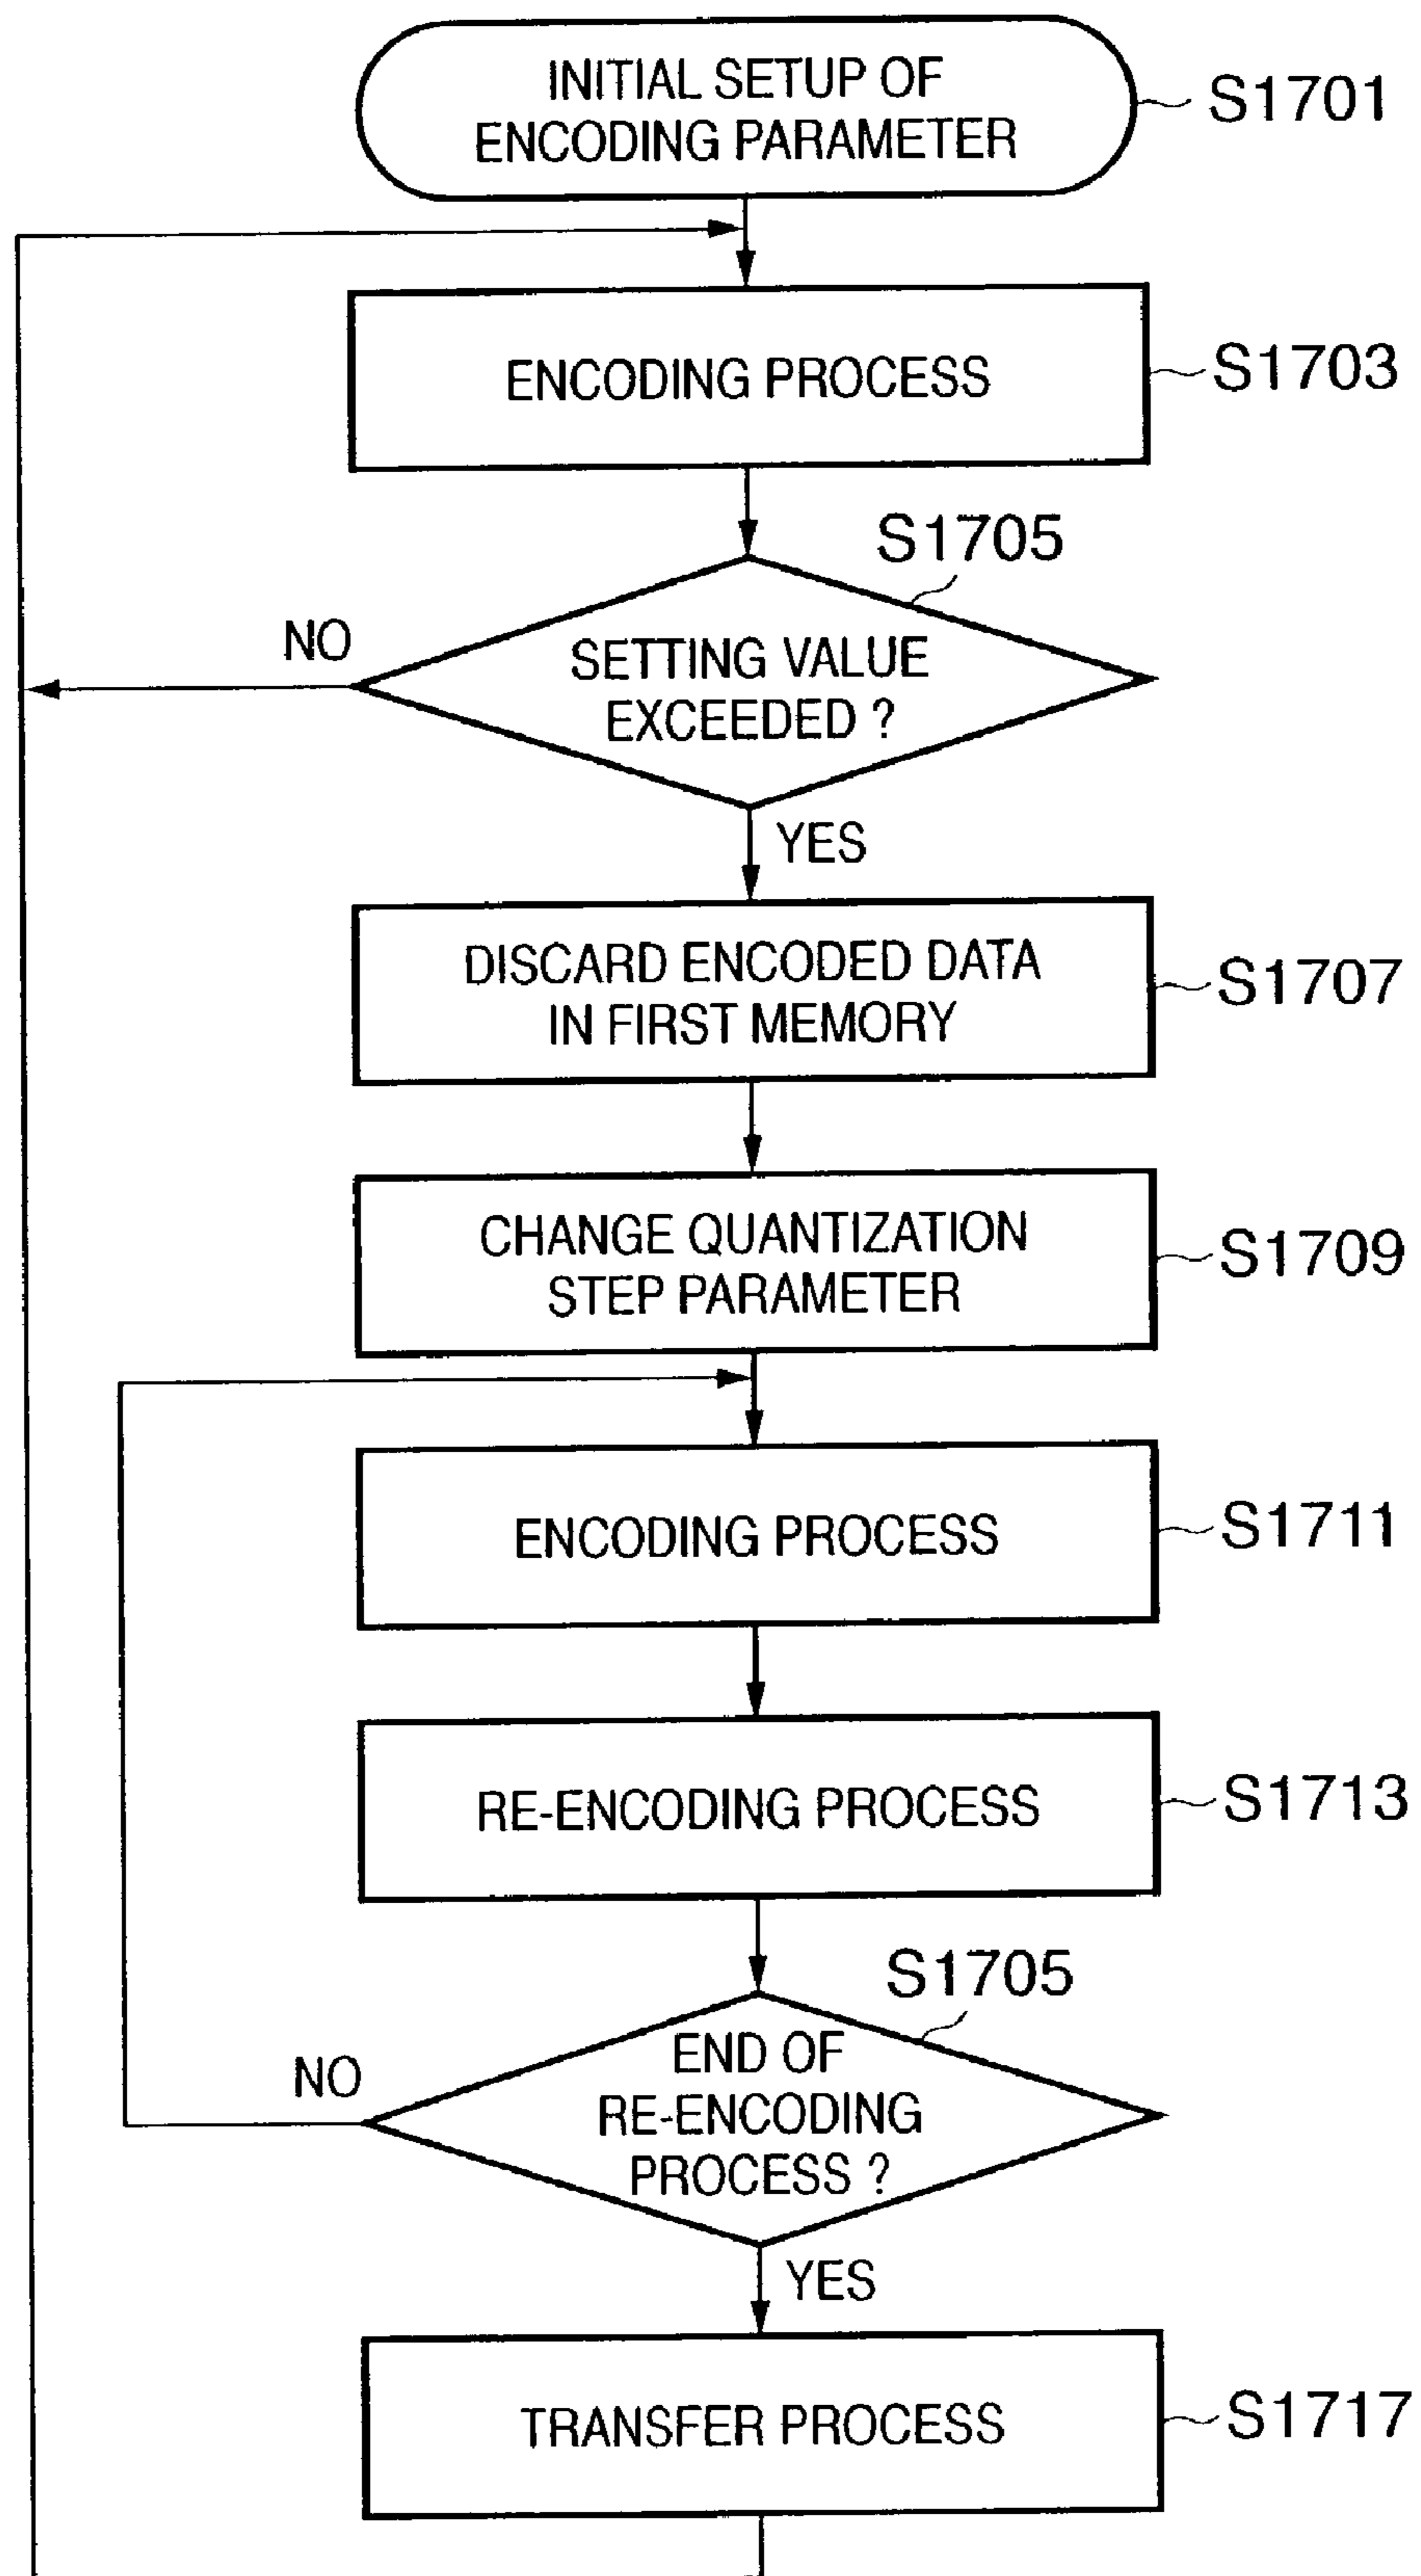 INITIAL SETUP OF
ENCODING PARAMETER
S1701
ENCODING PROCESS
S1703
S1705
NO
SETTING VALUE
EXCEEDED ?
YES
DISCARD ENCODED DATA
IN FIRST MEMORY
S1707
CHANGE QUANTIZATION
STEP PARAMETER
S1709
ENCODING PROCESS
S1711
RE-ENCODING PROCESS
S1713
S1705
NO
END OF
RE-ENCODING
PROCESS ?
YES
TRANSFER PROCESS
S1717